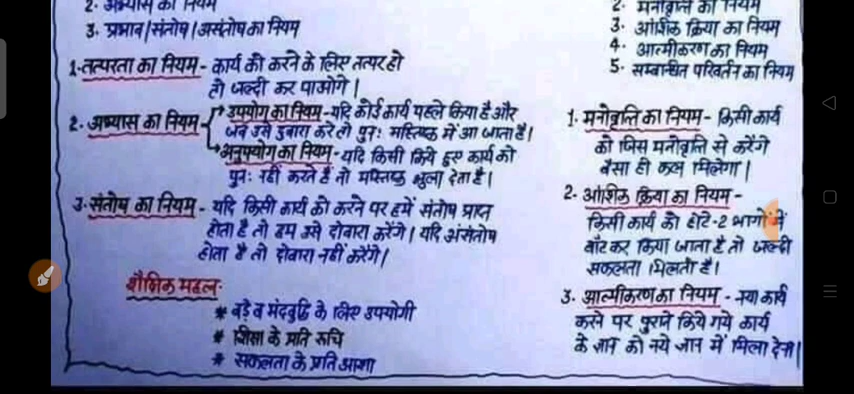 2. अभ्यास का नियम
3. प्रभाव/संतोष/असंतोष का नियम
1. तत्परता का नियम - कार्य को करने के लिए तत्पर हो
तो जल्दी कर पाओगे।
2. अभ्यास का नियम
उपयोग का नियम - यदि कोई कार्य पहले किया है और
जब उसे दुबारा करे तो पुनः मस्तिष्क में आ जाता है।
अनुपयोग का नियम - यदि किसी किये हुए कार्य को
पुनः नहीं करते हैं तो मस्तिष्क भुला देता है।
3. संतोष का नियम - यदि किसी कार्य को करने पर हमें संतोष प्राप्त
होता है तो हम उसे दोबारा करेंगे। यदि अंसतोष
होता है तो दोबारा नहीं करेंगे।
शैक्षिक महत्व-
* बड़े व मंदबुद्धि के लिए उपयोगी
* शिक्षा के प्रति रुचि
* सफलता के प्रति आशा
2. मनोवृत्ति का नियम
3. आंशिक क्रिया का नियम
4. आत्मीकरण का नियम
5. सम्बन्धित परिवर्तन का नियम
1. मनोवृत्ति का नियम - किसी कार्य
को जिस मनोवृत्ति से करेंगे
वैसा ही फल मिलेगा।
2. आंशिक क्रिया का नियम -
किसी कार्य को छोटे-2 भागों में
बाँट कर किया जाता है तो जल्दी
सफलता मिलती है।
3. आत्मीकरण का नियम - नया कार्य
करने पर पुराने किये गये कार्य
के ज्ञान को नये ज्ञान में मिला देना।